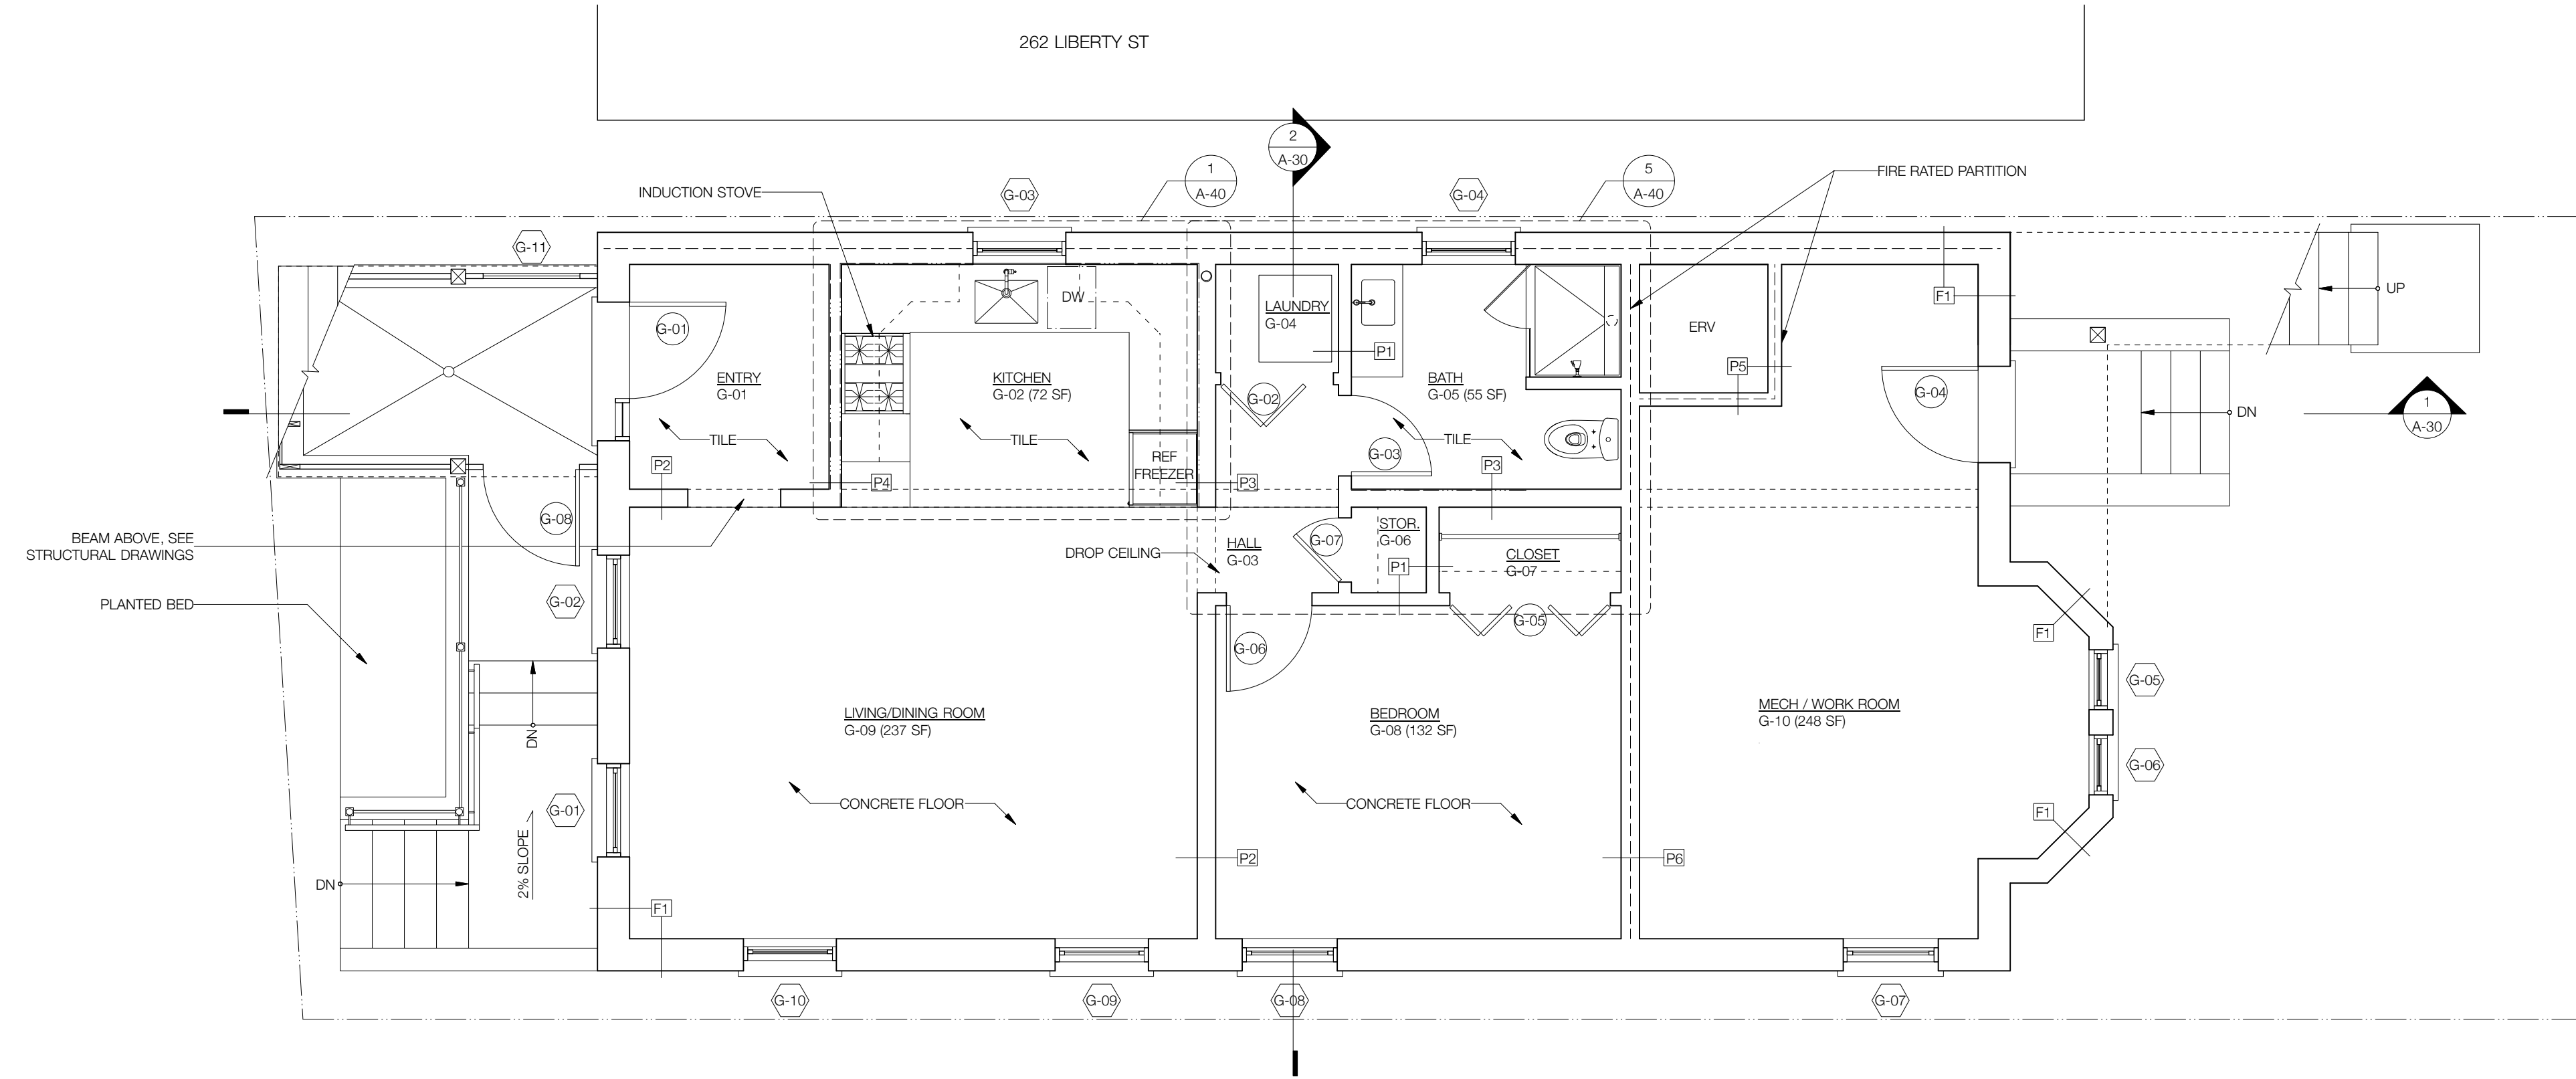 262 LIBERTY ST
2
A-30
1
A-40
5
A-40
FIRE RATED PARTITION
INDUCTION STOVE
G-03
G-04
G-11
UP
DW
LAUNDRY
G-04
F1
G-01
ERV
P1
P5
ENTRY
G-01
KITCHEN
G-02 (72 SF)
BATH
G-05 (55 SF)
G-02
G-04
DN
1
A-30
TILE
TILE
TILE
G-03
P2
REF
FREEZER
P4
P3
P3
G-08
BEAM ABOVE, SEE
STRUCTURAL DRAWINGS
STOR.
G-06
G-07
HALL
G-03
DROP CEILING
CLOSET
G-07
P1
G-02
PLANTED BED
G-05
F1
G-06
G-05
LIVING/DINING ROOM
G-09 (237 SF)
BEDROOM
G-08 (132 SF)
MECH / WORK ROOM
G-10 (248 SF)
DN
G-06
G-01
CONCRETE FLOOR
CONCRETE FLOOR
F1
2% SLOPE
P2
P6
DN
F1
G-10
G-09
G-08
G-07